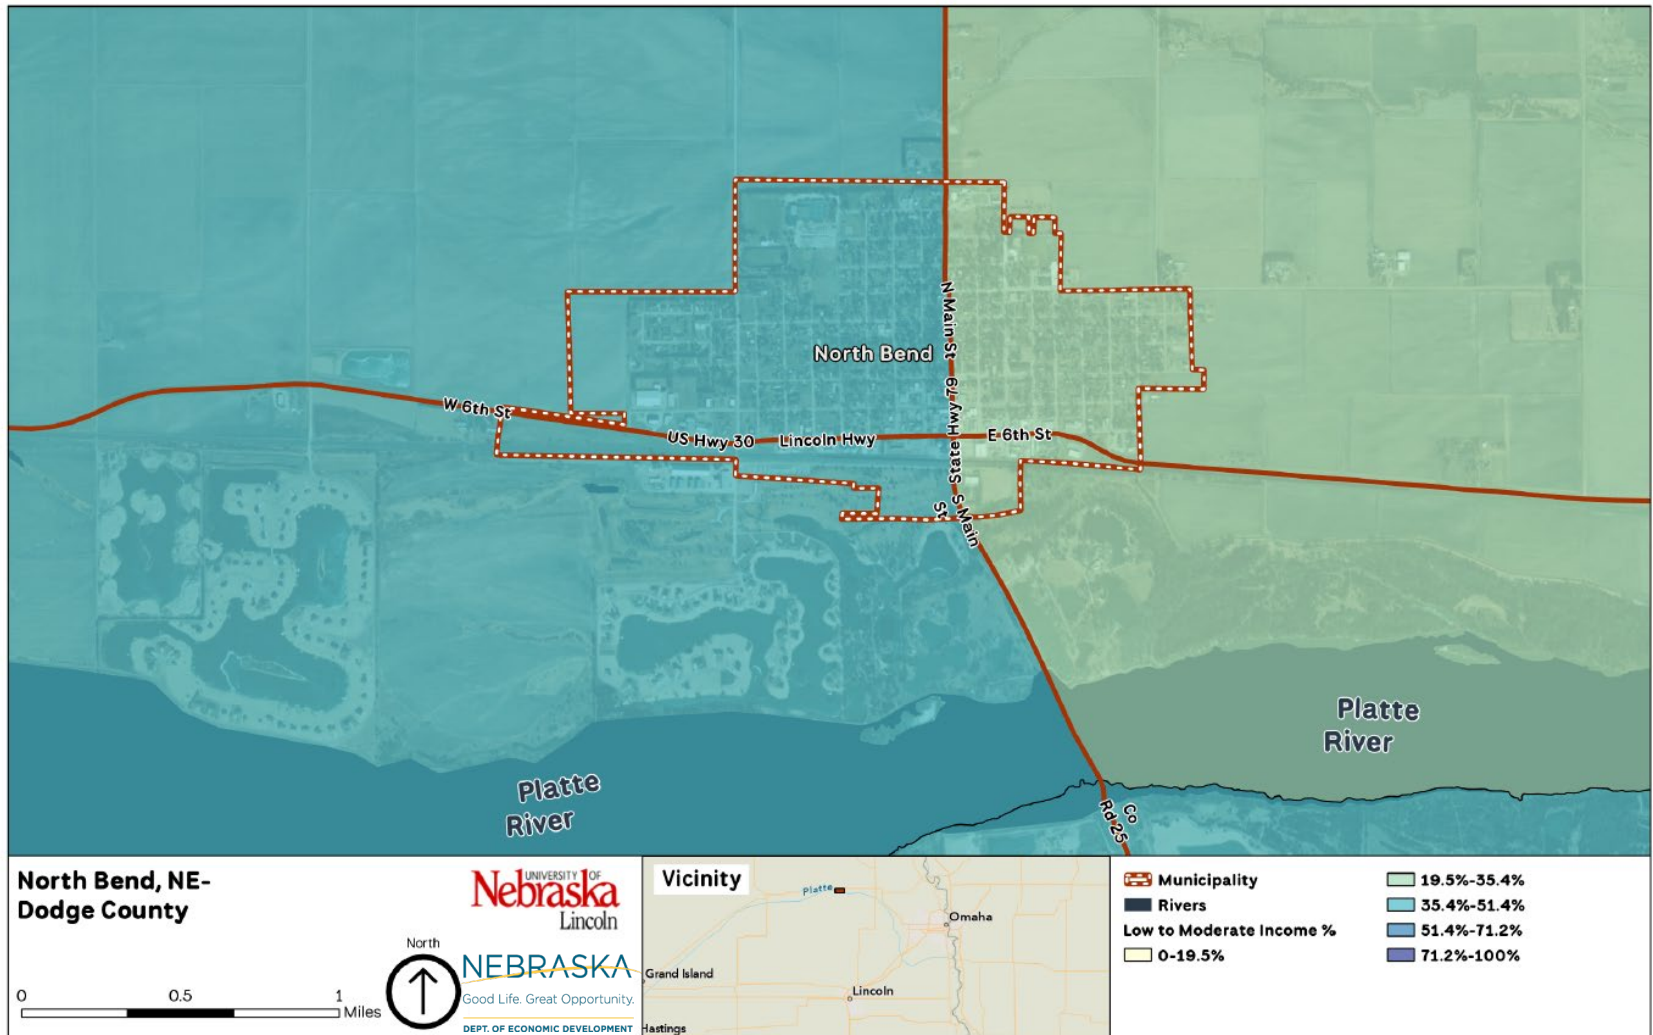 North Bend
N Main St
State Hwy 79
W 6th St
US Hwy 30
Lincoln Hwy
E 6th St
S Main
St
Platte
River
Platte
River
Co
Rd 25
North Bend, NE-
Dodge County
0 0.5 1
Miles
North
UNIVERSITY OF
Nebraska
Lincoln
NEBRASKA
Good Life. Great Opportunity.
DEPT. OF ECONOMIC DEVELOPMENT
Vicinity
Platte
Omaha
Grand Island
Lincoln
Hastings
Municipality
Rivers
Low to Moderate Income %
0-19.5%
19.5%-35.4%
35.4%-51.4%
51.4%-71.2%
71.2%-100%